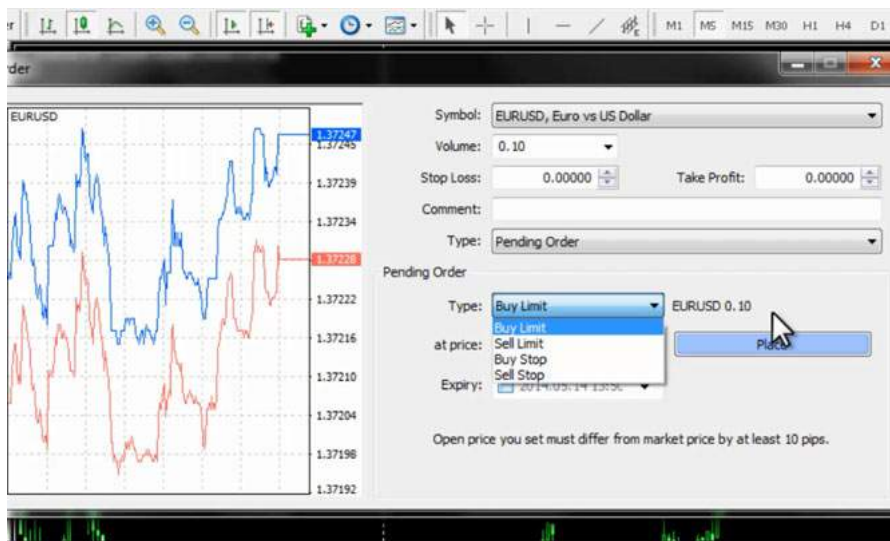 M1 M5 M15 M30 H1 H4 D1
EURUSD
1.37247
1.37245
1.37239
1.37234
1.37228
1.37222
1.37216
1.37210
1.37204
1.37198
1.37192
Symbol: EURUSD, Euro vs US Dollar
Volume: 0.10
Stop Loss: 0.00000 Take Profit: 0.00000
Comment:
Type: Pending Order
Pending Order
Type: Buy Limit EURUSD 0.10
Buy Limit
Sell Limit
Buy Stop
Sell Stop
at price: Place
Expiry:
Open price you set must differ from market price by at least 10 pips.